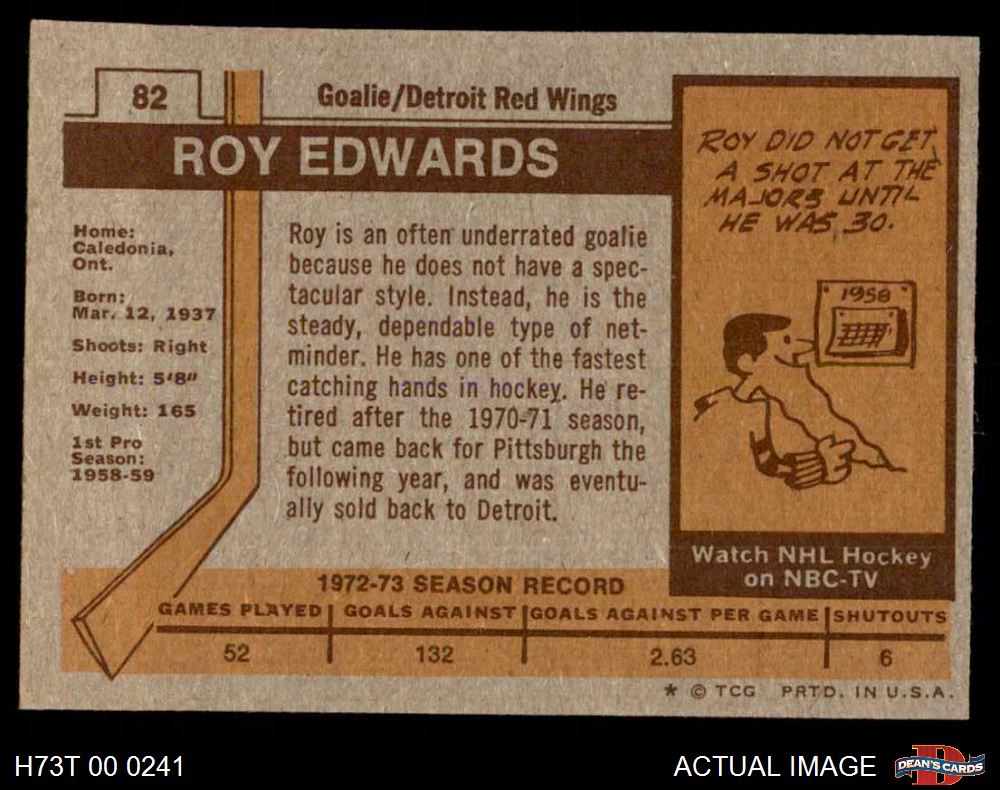 82
Goalie/Detroit Red Wings
ROY EDWARDS
Home:
Caledonia,
Ont.
Born:
Mar. 12, 1937
Shoots: Right
Height: 5'8"
Weight: 165
1st Pro
Season:
1958-59
Roy is an often underrated goalie
because he does not have a spec-
tacular style. Instead, he is the
steady, dependable type of net-
minder. He has one of the fastest
catching hands in hockey. He re-
tired after the 1970-71 season,
but came back for Pittsburgh the
following year, and was eventu-
ally sold back to Detroit.
ROY DID NOT GET
A SHOT AT THE
MAJORS UNTIL
HE WAS 30.
1958
Watch NHL Hockey
on NBC-TV
1972-73 SEASON RECORD
GAMES PLAYED GOALS AGAINST GOALS AGAINST PER GAME SHUTOUTS
52 132 2.63 6
* © TCG PRTD. IN U.S.A.
H73T 00 0241
ACTUAL IMAGE
D
DEAN'S CARDS